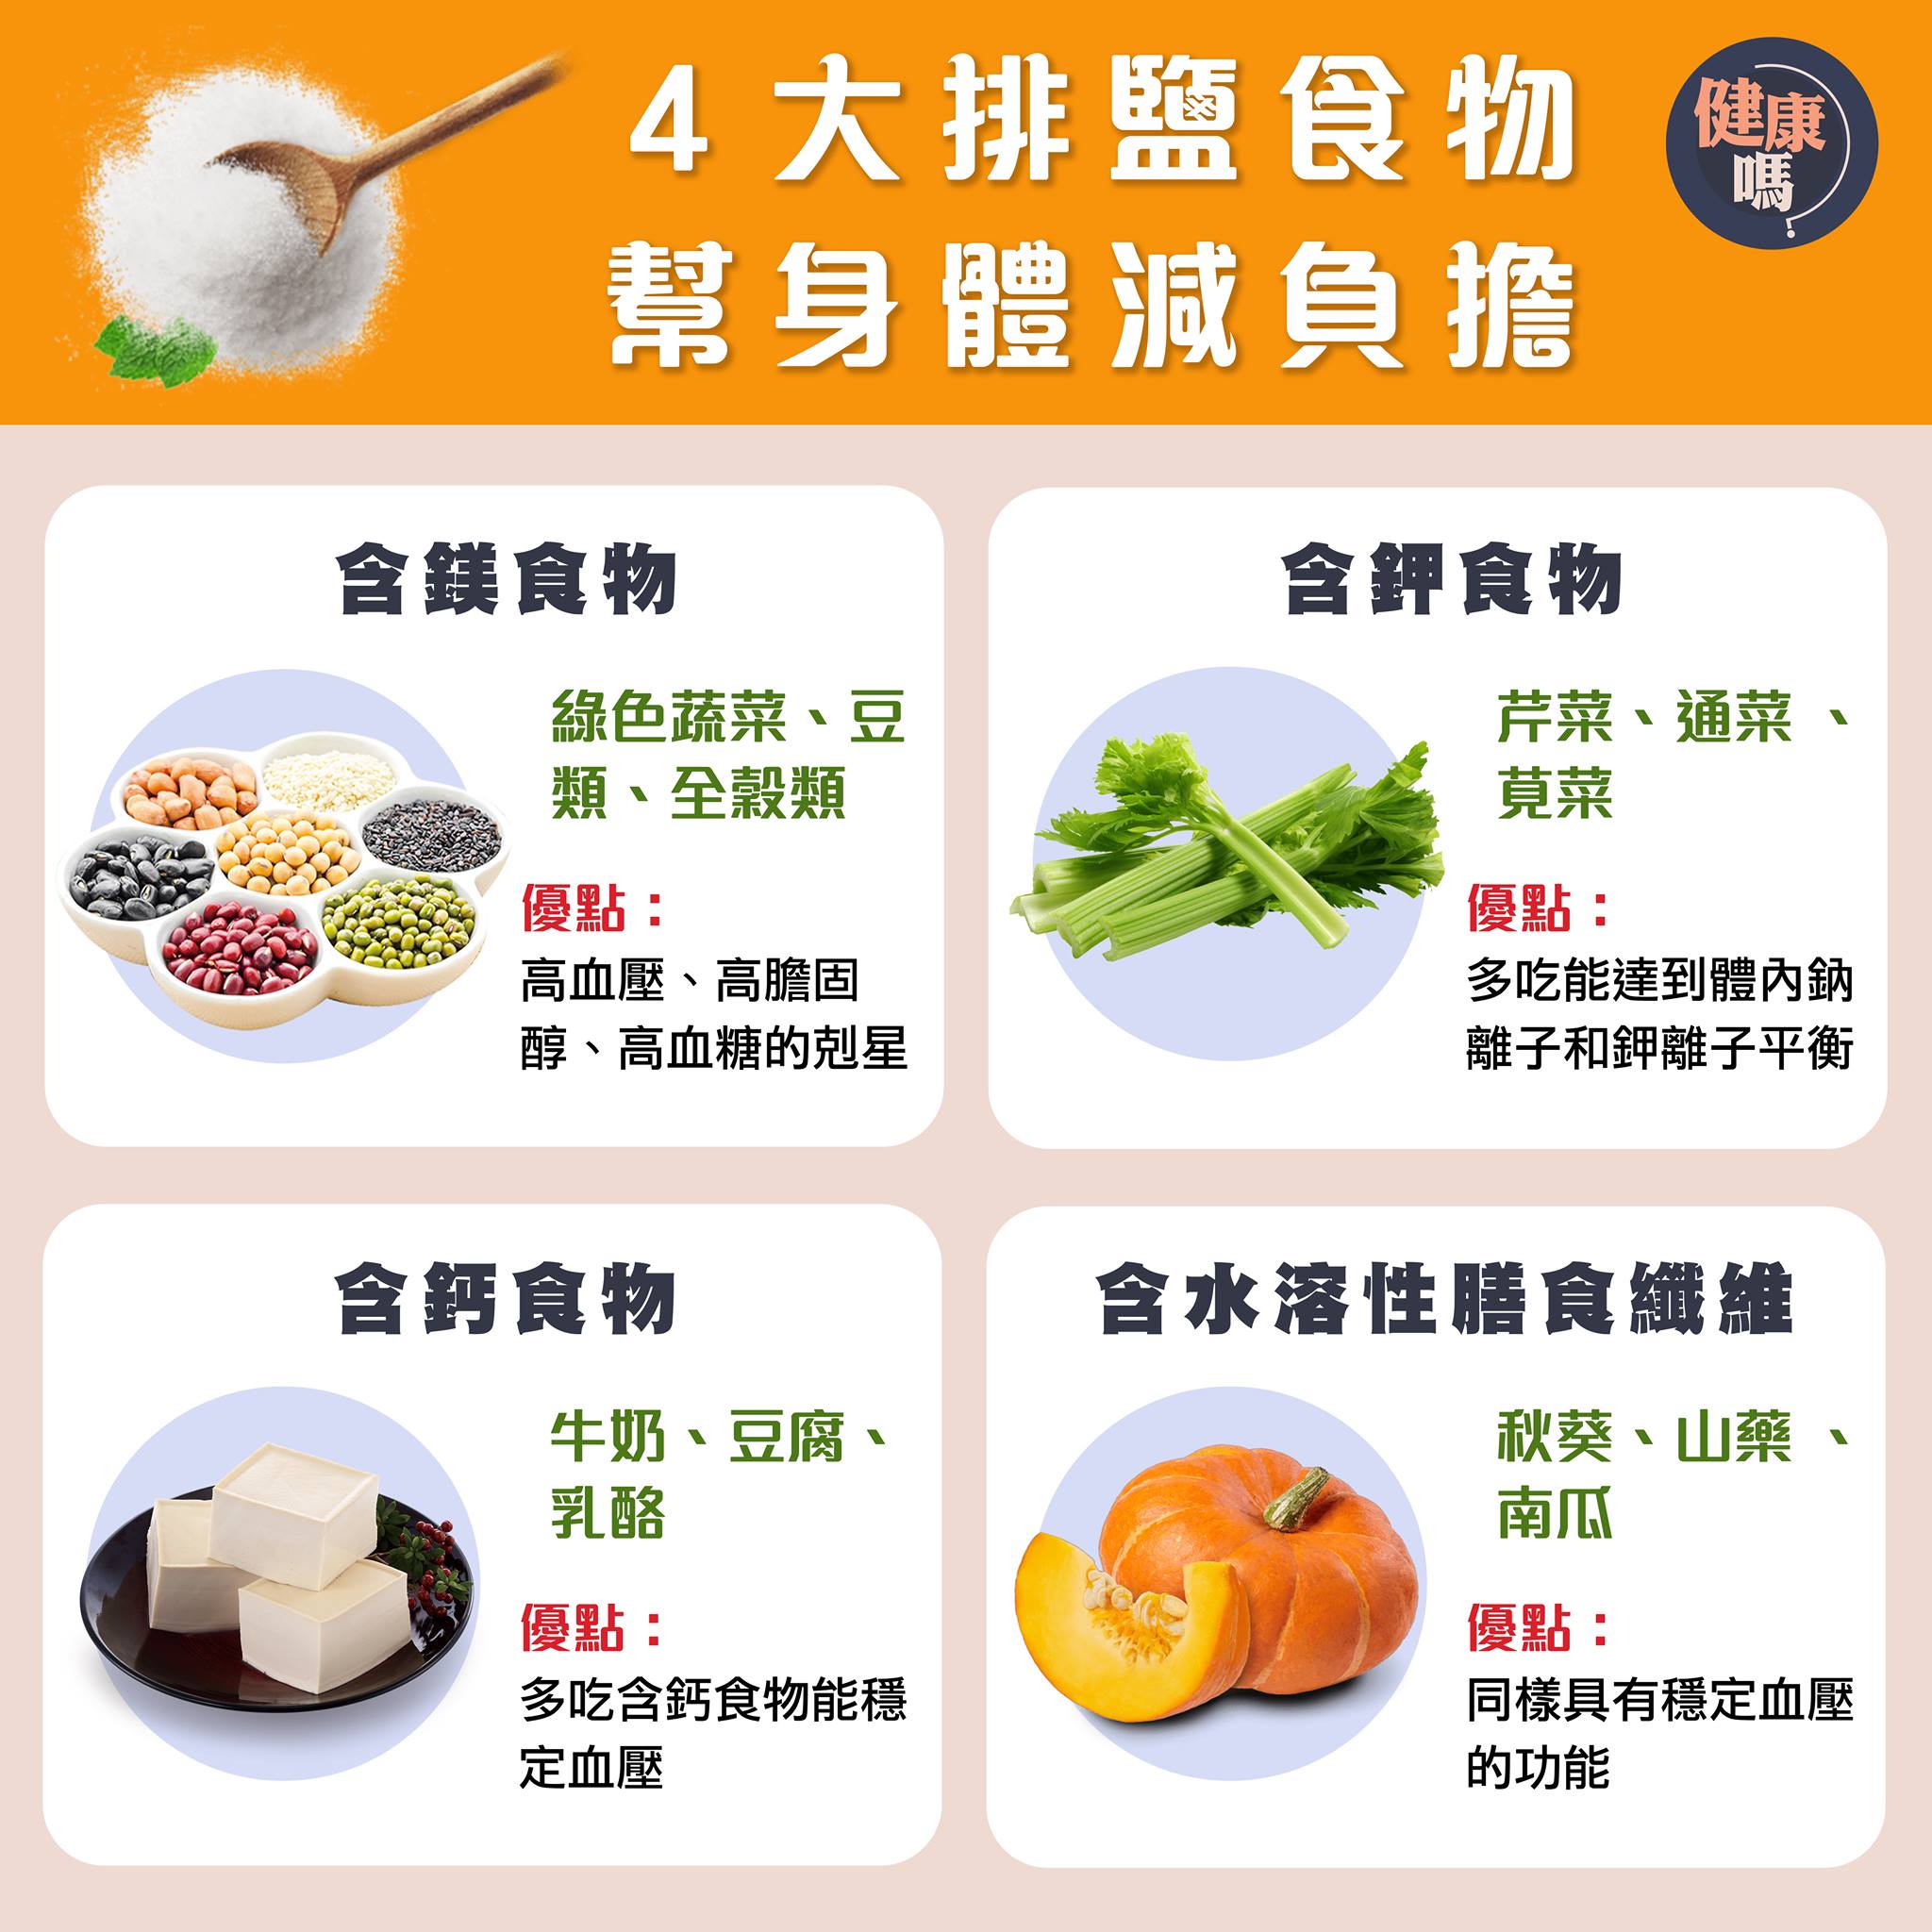 4大排鹽食物
幫身體減負擔
健康
嗎?
含鎂食物
綠色蔬菜、豆
類、全穀類
優點：
高血壓、高膽固
醇、高血糖的剋星
含鉀食物
芹菜、通菜、
莧菜
優點：
多吃能達到體內鈉
離子和鉀離子平衡
含鈣食物
牛奶、豆腐、
乳酪
優點：
多吃含鈣食物能穩
定血壓
含水溶性膳食纖維
秋葵、山藥、
南瓜
優點：
同樣具有穩定血壓
的功能